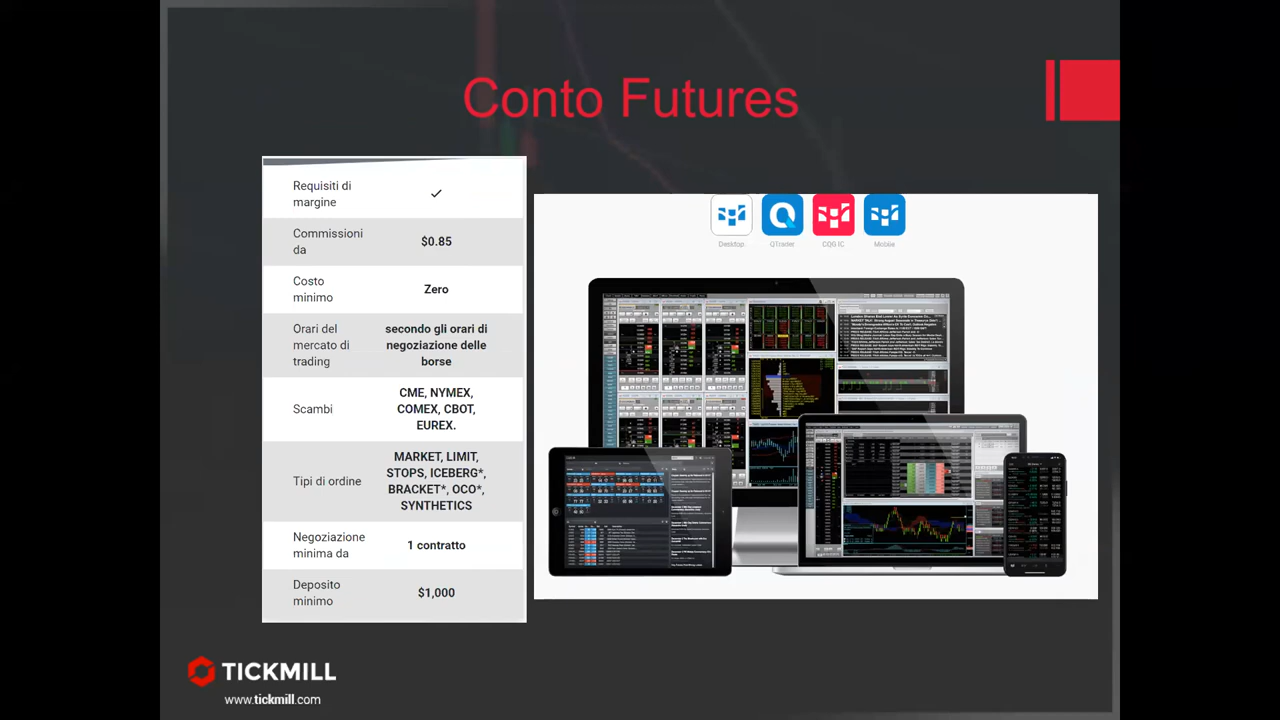 Conto Futures
Requisiti di
margine
✓
Commissioni
da
$0.85
Costo
minimo
Zero
Orari del
mercato di
trading
secondo gli orari di
negoziazione delle
borse
Scambi
CME, NYMEX,
COMEX, CBOT,
EUREX.
Tipi di ordine
MARKET, LIMIT,
STOPS, ICEBERG*,
BRACKET*, OCO*,
SYNTHETICS
Negoziazione
minima da
1 contratto
Deposito
minimo
$1,000
Desktop
QTrader
CQG IC
Mobile
TICKMILL
www.tickmill.com